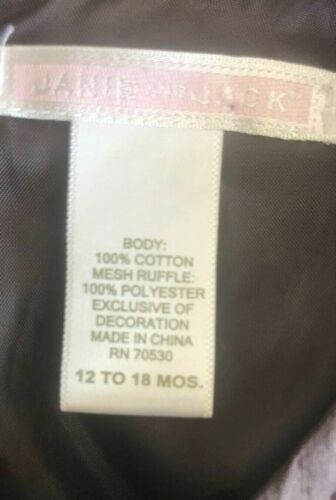 JANIE AND JACK
BODY:
100% COTTON
MESH RUFFLE:
100% POLYESTER
EXCLUSIVE OF
DECORATION
MADE IN CHINA
RN 70530
12 TO 18 MOS.